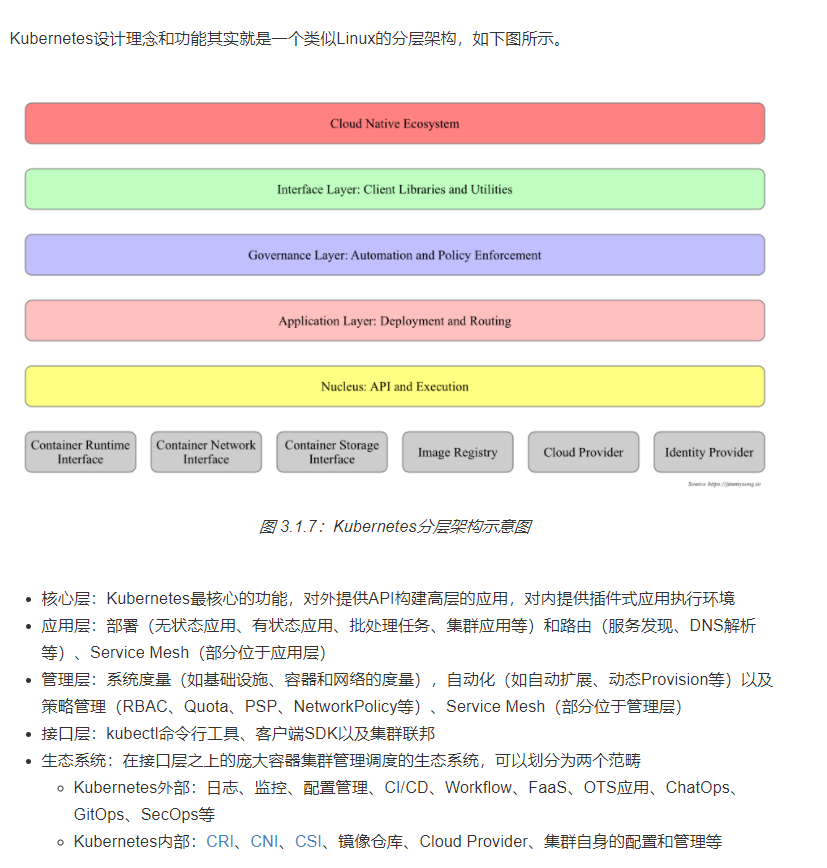 Kubernetes设计理念和功能其实就是一个类似Linux的分层架构，如下图所示。
Cloud Native Ecosystem
Interface Layer: Client Libraries and Utilities
Governance Layer: Automation and Policy Enforcement
Application Layer: Deployment and Routing
Nucleus: API and Execution
Container Runtime
Interface
Container Network
Interface
Container Storage
Interface
Image Registry
Cloud Provider
Identity Provider
Source: https://jimmysong.io
图 3.1.7：Kubernetes分层架构示意图
• 核心层：Kubernetes最核心的功能，对外提供API构建高层的应用，对内提供插件式应用执行环境
• 应用层：部署（无状态应用、有状态应用、批处理任务、集群应用等）和路由（服务发现、DNS解析
等）、Service Mesh（部分位于应用层）
• 管理层：系统度量（如基础设施、容器和网络的度量），自动化（如自动扩展、动态Provision等）以及
策略管理（RBAC、Quota、PSP、NetworkPolicy等）、Service Mesh（部分位于管理层）
• 接口层：kubectl命令行工具、客户端SDK以及集群联邦
• 生态系统：在接口层之上的庞大容器集群管理调度的生态系统，可以划分为两个范畴
◦ Kubernetes外部：日志、监控、配置管理、CI/CD、Workflow、FaaS、OTS应用、ChatOps、
GitOps、SecOps等
◦ Kubernetes内部：CRI、CNI、CSI、镜像仓库、Cloud Provider、集群自身的配置和管理等